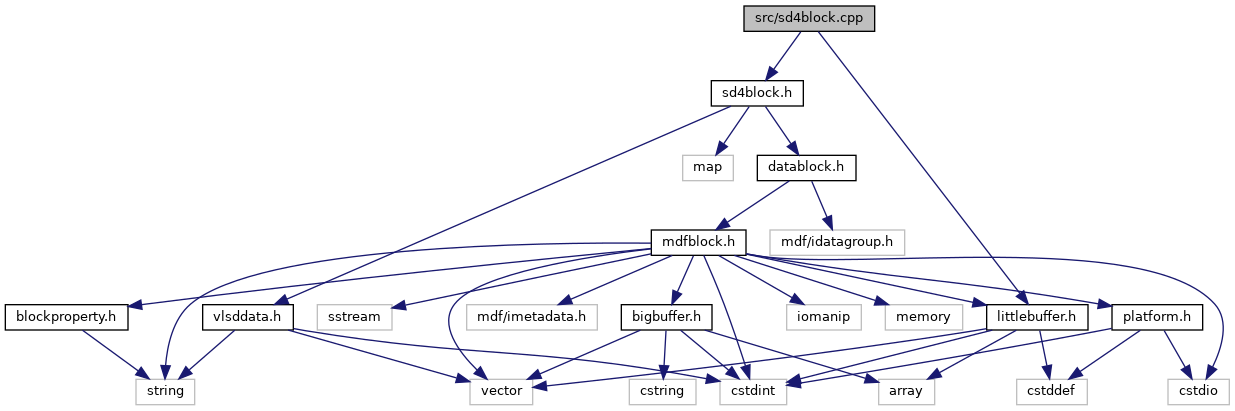 src/sd4block.cpp
sd4block.h
map
datablock.h
mdfblock.h
mdf/idatagroup.h
blockproperty.h
vlsddata.h
sstream
mdf/imetadata.h
bigbuffer.h
iomanip
memory
littlebuffer.h
platform.h
string
vector
cstring
cstdint
array
cstddef
cstdio